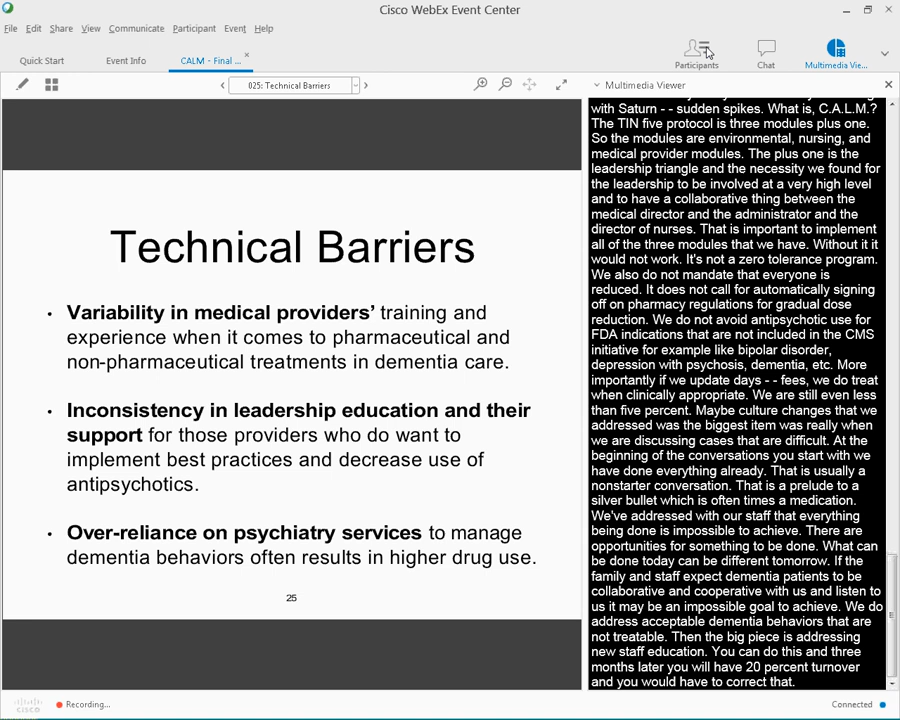 Cisco WebEx Event Center
File Edit Share View Communicate Participant Event Help
Quick Start Event Info CALM - Final ...
Participants Chat Multimedia Vie...
025: Technical Barriers
Multimedia Viewer
Technical Barriers
• Variability in medical providers’ training and
experience when it comes to pharmaceutical and
non-pharmaceutical treatments in dementia care.
• Inconsistency in leadership education and their
support for those providers who do want to
implement best practices and decrease use of
antipsychotics.
• Over-reliance on psychiatry services to manage
dementia behaviors often results in higher drug use.
25
with Saturn - - sudden spikes. What is, C.A.L.M.?
The TIN five protocol is three modules plus one.
So the modules are environmental, nursing, and
medical provider modules. The plus one is the
leadership triangle and the necessity we found for
the leadership to be involved at a very high level
and to have a collaborative thing between the
medical director and the administrator and the
director of nurses. That is important to implement
all of the three modules that we have. Without it it
would not work. It's not a zero tolerance program.
We also do not mandate that everyone is
reduced. It does not call for automatically signing
off on pharmacy regulations for gradual dose
reduction. We do not avoid antipsychotic use for
FDA indications that are not included in the CMS
initiative for example like bipolar disorder,
depression with psychosis, dementia, etc. More
importantly if we update days - - fees, we do treat
when clinically appropriate. We are still even less
than five percent. Maybe culture changes that we
addressed was the biggest item was really when
we are discussing cases that are difficult. At the
beginning of the conversations you start with we
have done everything already. That is usually a
nonstarter conversation. That is a prelude to a
silver bullet which is often times a medication.
We've addressed with our staff that everything
being done is impossible to achieve. There are
opportunities for something to be done. What can
be done today can be different tomorrow. If the
family and staff expect dementia patients to be
collaborative and cooperative with us and listen to
us it may be an impossible goal to achieve. We do
address acceptable dementia behaviors that are
not treatable. Then the big piece is addressing
new staff education. You can do this and three
months later you will have 20 percent turnover
and you would have to correct that.
cisco
Recording...
Connected